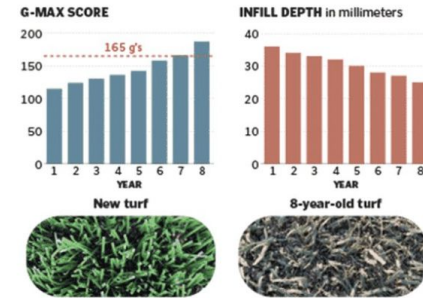 G-MAX SCORE
200
150
100
50
0
165 g's
1 2 3 4 5 6 7 8
YEAR
New turf
INFILL DEPTH in millimeters
40
30
20
10
0
1 2 3 4 5 6 7 8
YEAR
8-year-old turf